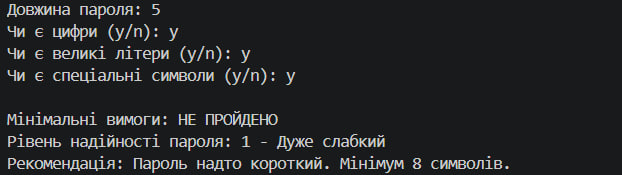 Довжина пароля: 5
Чи є цифри (y/n): y
Чи є великі літери (y/n): y
Чи є спеціальні символи (y/n): y
Мінімальні вимоги: НЕ ПРОЙДЕНО
Рівень надійності пароля: 1 - Дуже слабкий
Рекомендація: Пароль надто короткий. Мінімум 8 символів.